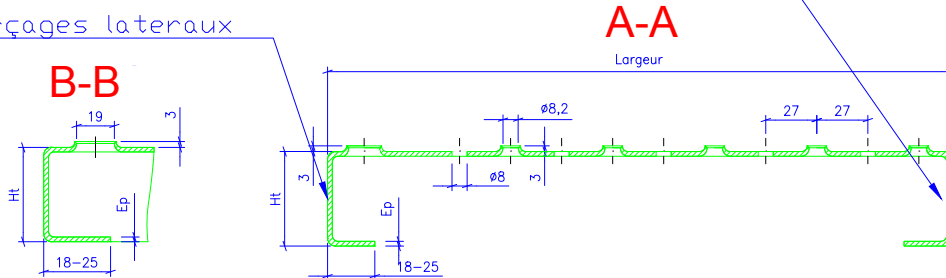 çages lateraux
A-A
Largeur
B-B
19
3
ø8,2
27
27
3
ø8
3
Ht
Ep
Ht
Ep
18-25
18-25